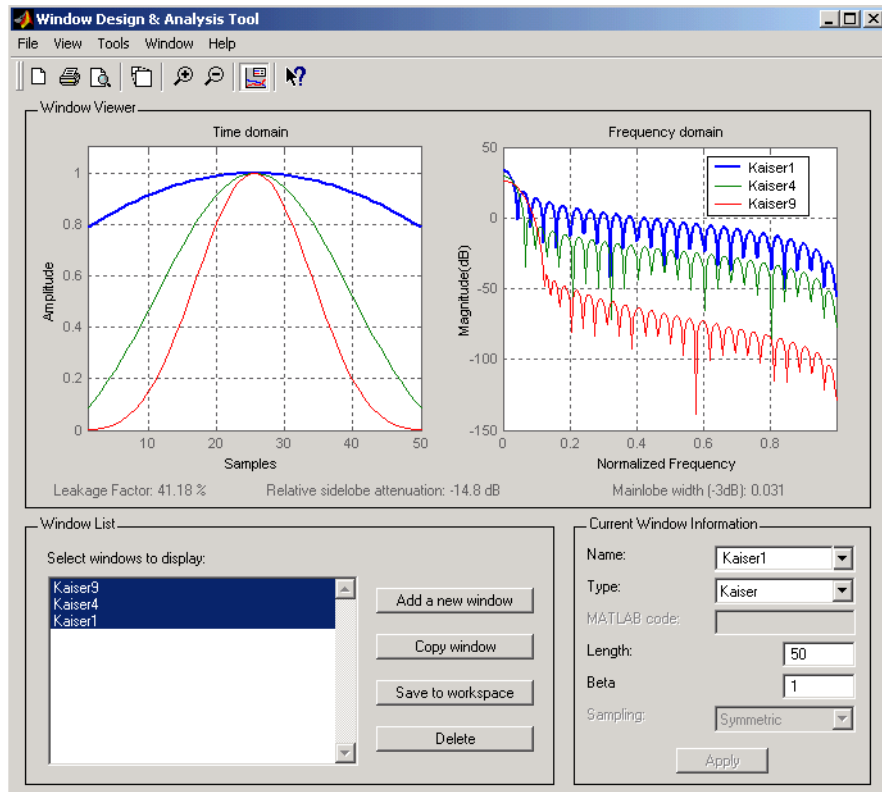 Window Design & Analysis Tool
File View Tools Window Help
Window Viewer
Time domain
1
0.8
0.6
0.4
0.2
0
10 20 30 40 50
Amplitude
Samples
Frequency domain
50
0
-50
-100
-150
0 0.2 0.4 0.6 0.8
Magnitude(dB)
Normalized Frequency
Kaiser1
Kaiser4
Kaiser9
Leakage Factor: 41.18 % Relative sidelobe attenuation: -14.8 dB Mainlobe width (-3dB): 0.031
Window List
Select windows to display:
Kaiser9
Kaiser4
Kaiser1
Add a new window
Copy window
Save to workspace
Delete
Current Window Information
Name: Kaiser1
Type: Kaiser
MATLAB code:
Length: 50
Beta 1
Sampling: Symmetric
Apply